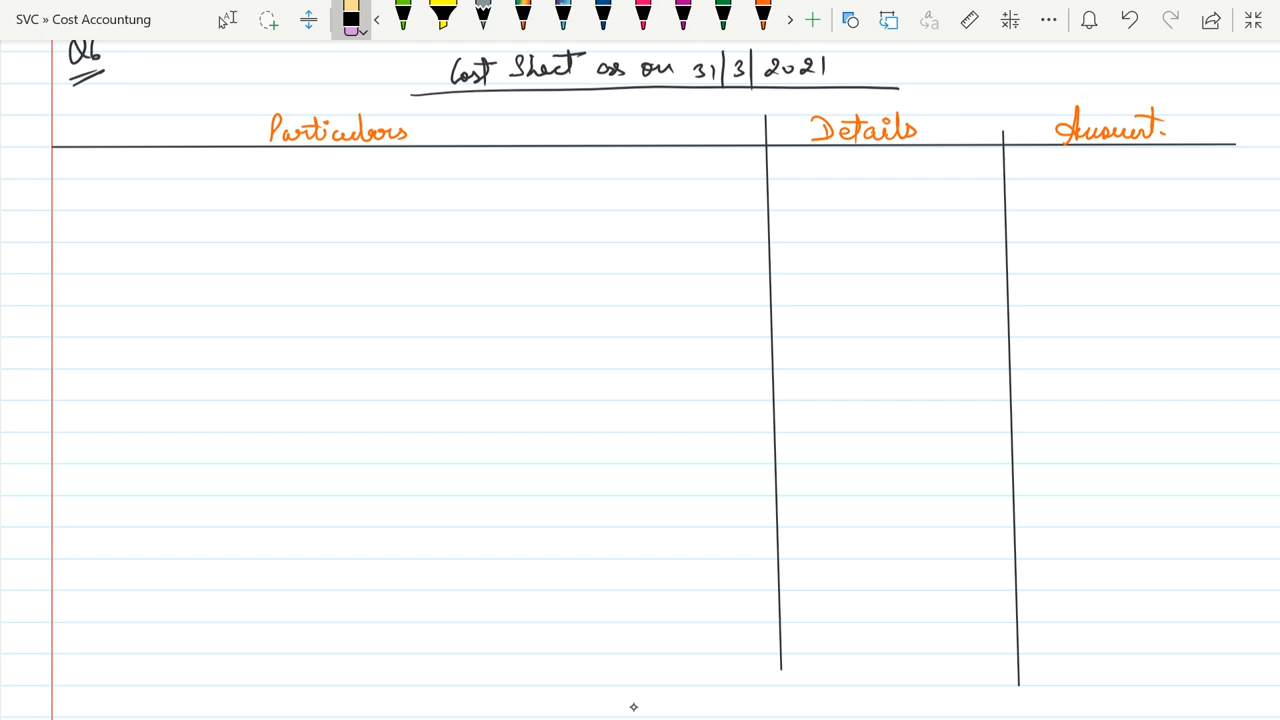 SVC » Cost Accountung
Q6
Cost Sheet as on 31|3|2021
Particulars Details Amount.